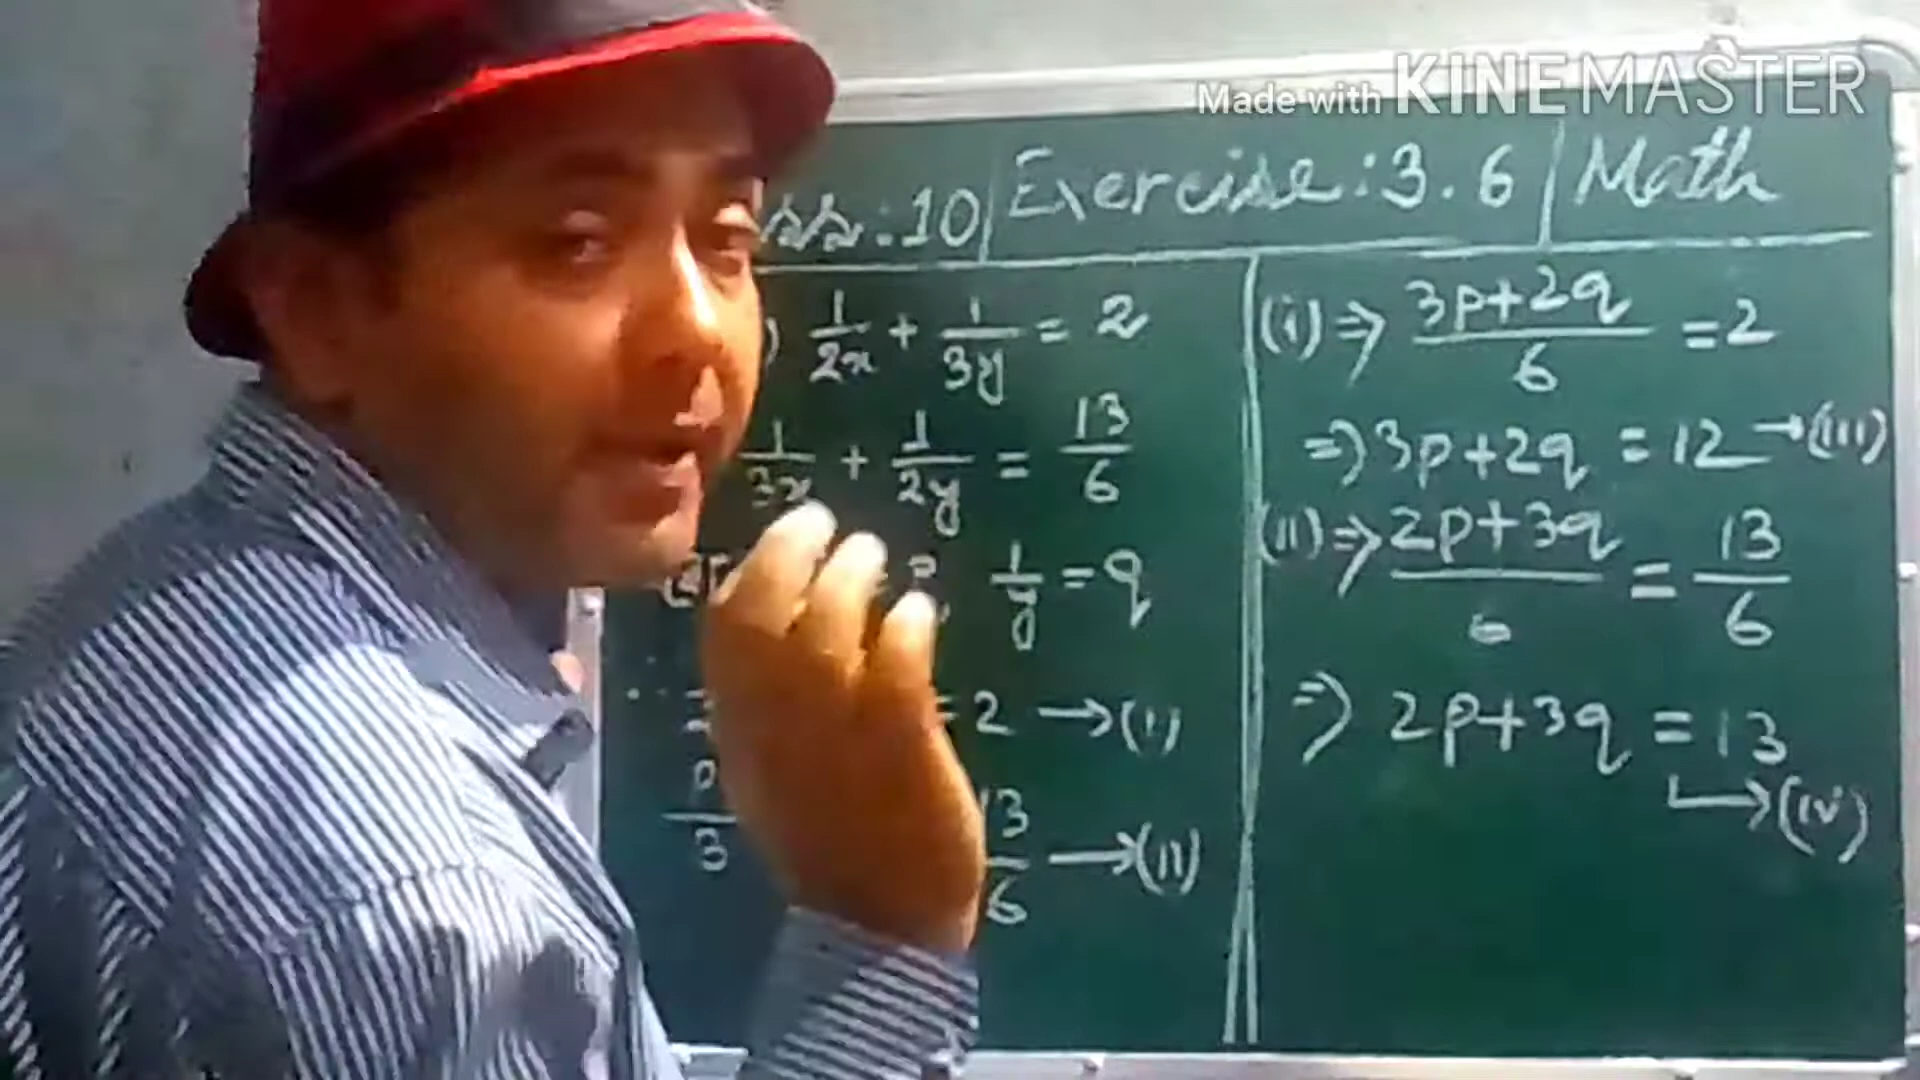 Made with KINEMASTER
:10 | Exercise: 3.6 | Math
) 1/2x + 1/3y = 2
1/3x + 1/2y = 13/6
1/y = q
= 2 → (i)
p/3 13/6 → (ii)
(i) ⇒ (3p+2q)/6 = 2
⇒ 3p+2q = 12 → (iii)
(ii) ⇒ (2p+3q)/6 = 13/6
⇒ 2p+3q = 13
→ (iv)